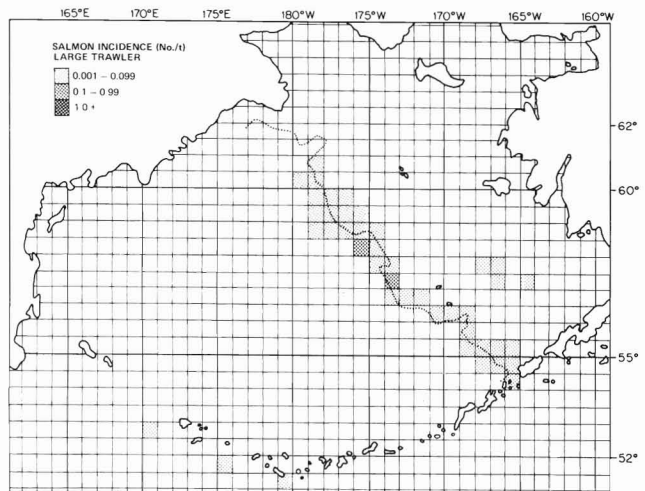 165°E 170°E 175°E 180°W 175°W 170°W 165°W 160°W
SALMON INCIDENCE (No./t)
LARGE TRAWLER
0.001 – 0.099
0.1 – 0.99
1.0 +
62°
60°
55°
52°